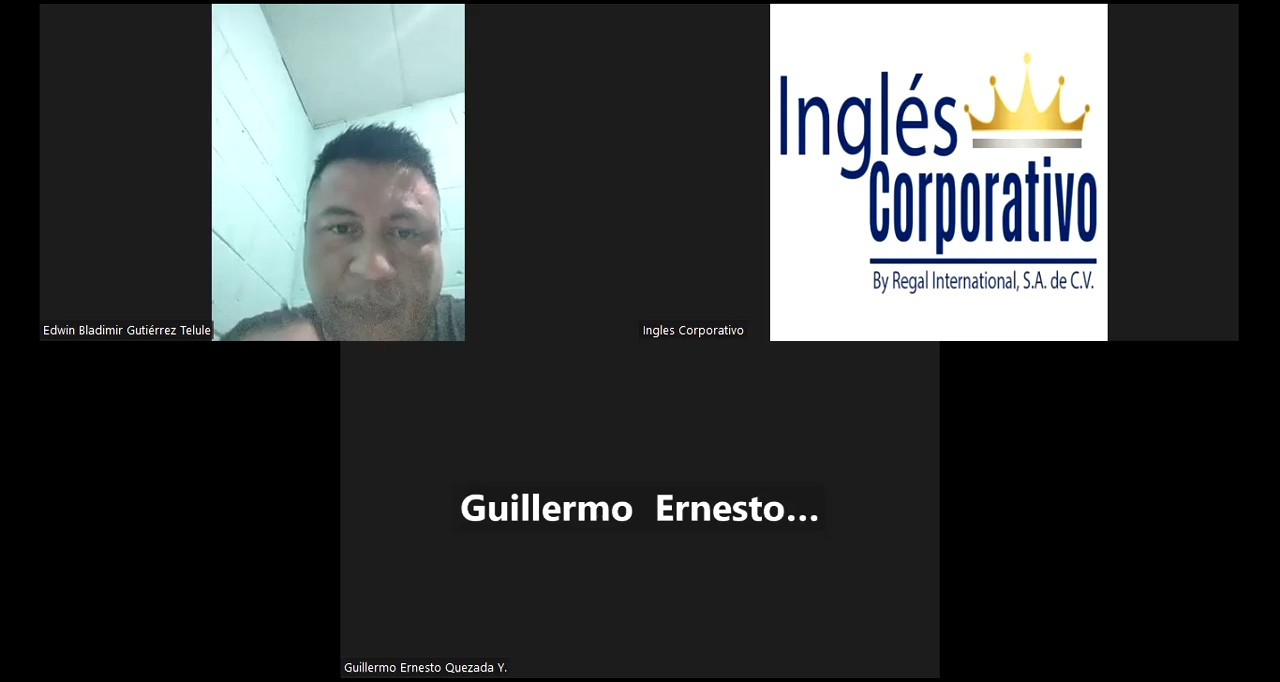 Inglés
Corporativo
By Regal International, S.A. de C.V.
Edwin Bladimir Gutiérrez Telule
Ingles Corporativo
Guillermo Ernesto...
Guillermo Ernesto Quezada Y.